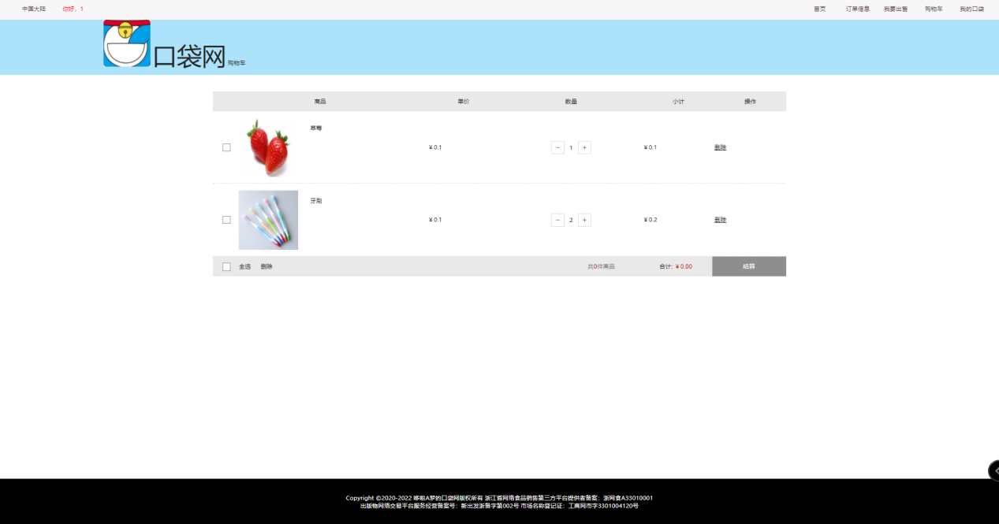 中国大陆 你好，1 首页 订单信息 我要出售 购物车 我的口袋
口袋网 购物车
商品 单价 数量 小计 操作
草莓
¥ 0.1 − 1 + ¥ 0.1 删除
牙刷
¥ 0.1 − 2 + ¥ 0.2 删除
全选 删除 共0件商品 合计: ¥ 0.00 结算
Copyright ©2020-2022 哆啦A梦的口袋网版权所有 浙江省网络食品销售第三方平台提供者备案：浙网食A33010001
出版物网络交易平台服务经营备案号：新出发浙备字第002号 市场名称登记证：工商网市字3301004120号